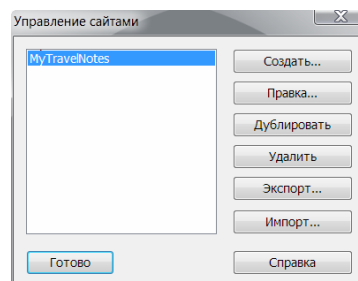 Управление сайтами
MyTravelNotes
Создать...
Правка...
Дублировать
Удалить
Экспорт...
Импорт...
Готово
Справка